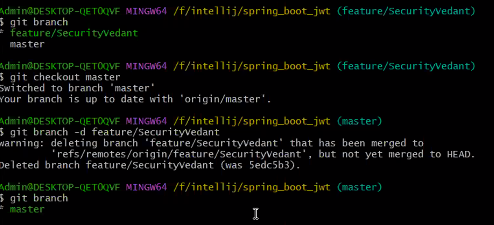 Admin@DESKTOP-QETOQVF MINGW64 /f/intellij/spring_boot_jwt (feature/SecurityVedant)
$ git branch
* feature/SecurityVedant
  master
Admin@DESKTOP-QETOQVF MINGW64 /f/intellij/spring_boot_jwt (feature/SecurityVedant)
$ git checkout master
Switched to branch 'master'
Your branch is up to date with 'origin/master'.
Admin@DESKTOP-QETOQVF MINGW64 /f/intellij/spring_boot_jwt (master)
$ git branch -d feature/SecurityVedant
warning: deleting branch 'feature/SecurityVedant' that has been merged to
         'refs/remotes/origin/feature/SecurityVedant', but not yet merged to HEAD.
Deleted branch feature/SecurityVedant (was 5edc5b3).
Admin@DESKTOP-QETOQVF MINGW64 /f/intellij/spring_boot_jwt (master)
$ git branch
* master